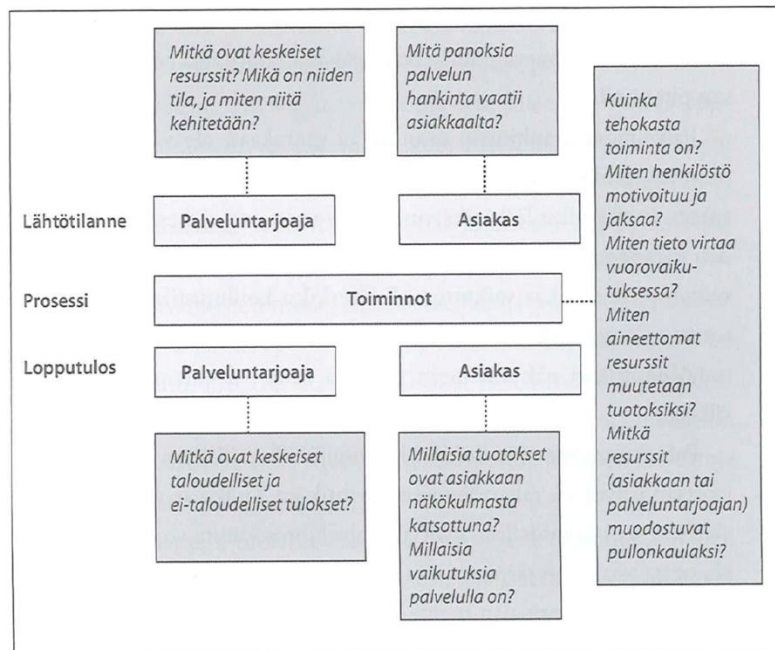 Mitkä ovat keskeiset
resurssit? Mikä on niiden
tila, ja miten niitä
kehitetään?
Mitä panoksia
palvelun
hankinta vaatii
asiakkaalta?
Lähtötilanne
Palveluntarjoaja
Asiakas
Prosessi
Toiminnot
Lopputulos
Palveluntarjoaja
Asiakas
Mitkä ovat keskeiset
taloudelliset ja
ei-taloudelliset tulokset?
Millaisia tuotokset
ovat asiakkaan
näkökulmasta
katsottuna?
Millaisia
vaikutuksia
palvelulla on?
Kuinka
tehokasta
toiminta on?
Miten henkilöstö
motivoituu ja
jaksaa?
Miten tieto virtaa
vuorovaiku-
tuksessa?
Miten
aineettomat
resurssit
muutetaan
tuotoksiksi?
Mitkä
resurssit
(asiakkaan tai
palveluntarjoajan)
muodostuvat
pullonkaulaksi?